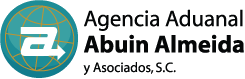 a
Agencia Aduanal
Abuin Almeida
y Asociados, S.C.